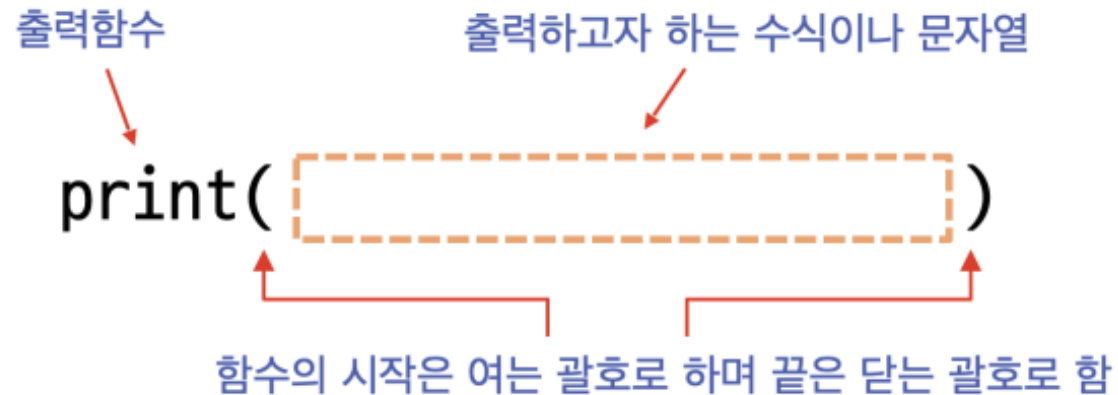 출력함수 출력하고자 하는 수식이나 문자열
print( )
함수의 시작은 여는 괄호로 하며 끝은 닫는 괄호로 함